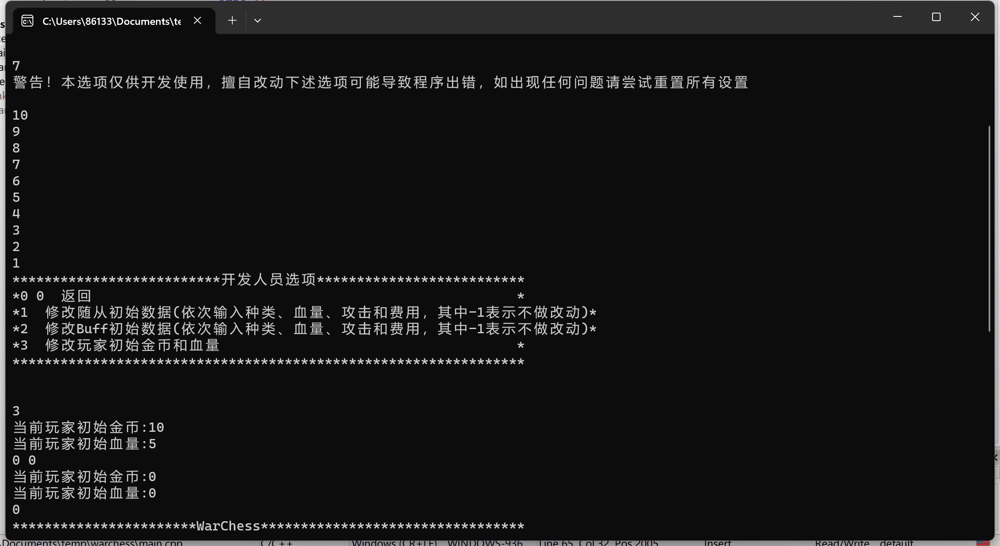 C:\Users\86133\Documents\te
7
警告！本选项仅供开发使用，擅自改动下述选项可能导致程序出错，如出现任何问题请尝试重置所有设置
10
9
8
7
6
5
4
3
2
1
**************************开发人员选项**************************
*0 0  返回                                                     *
*1  修改随从初始数据(依次输入种类、血量、攻击和费用，其中-1表示不做改动)*
*2  修改Buff初始数据(依次输入种类、血量、攻击和费用，其中-1表示不做改动)*
*3  修改玩家初始金币和血量                                     *
****************************************************************
3
当前玩家初始金币:10
当前玩家初始血量:5
0 0
当前玩家初始金币:0
当前玩家初始血量:0
0
***********************WarChess*********************************
\Documents\temp\warchess\main.cpp C/C++ Windows (CR+LF) WINDOWS-936 Line 65, Col 32, Pos 2005 Insert Read/Write default